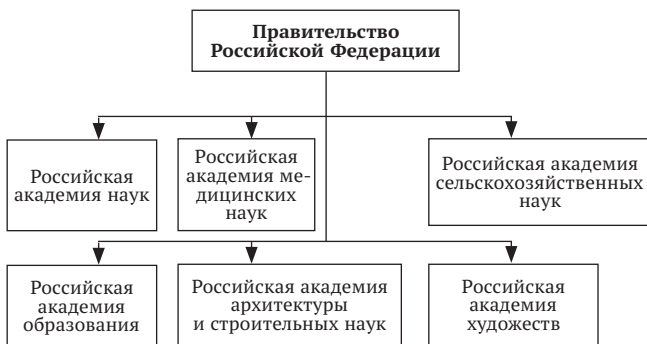 Правительство
Российской Федерации
Российская
академия наук
Российская
академия ме-
дицинских
наук
Российская академия
сельскохозяйственных
наук
Российская
академия
образования
Российская академия
архитектуры
и строительных наук
Российская
академия
художеств